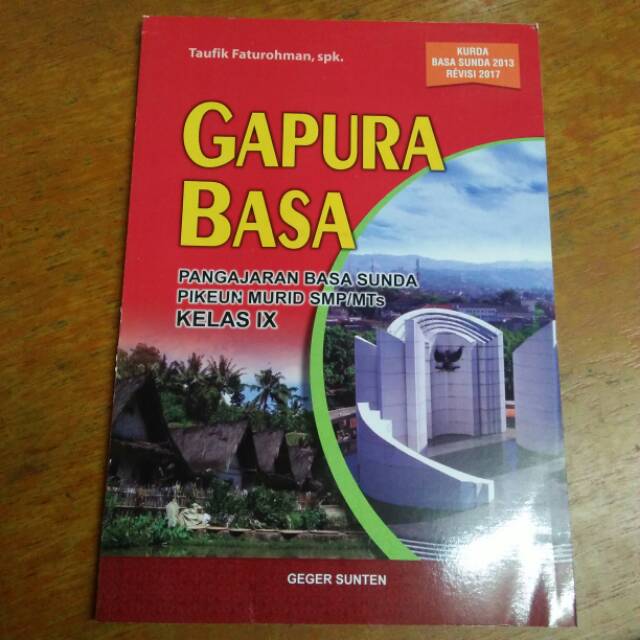 Taufik Faturohman, spk.
KURDA
BASA SUNDA 2013
RÉVISI 2017
GAPURA
BASA
PANGAJARAN BASA SUNDA
PIKEUN MURID SMP/MTs
KELAS IX
GEGER SUNTEN